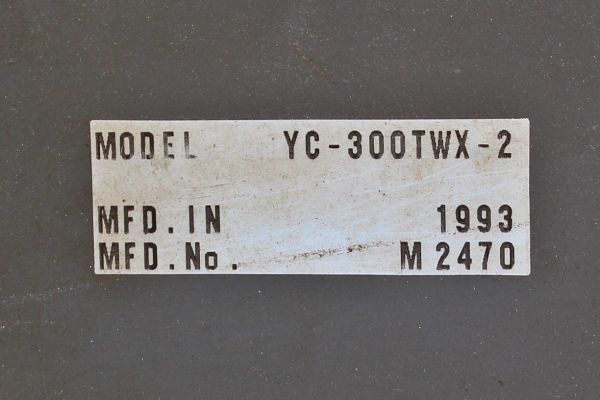 MODEL YC-300TWX-2
MFD. IN 1993
MFD. No. M2470